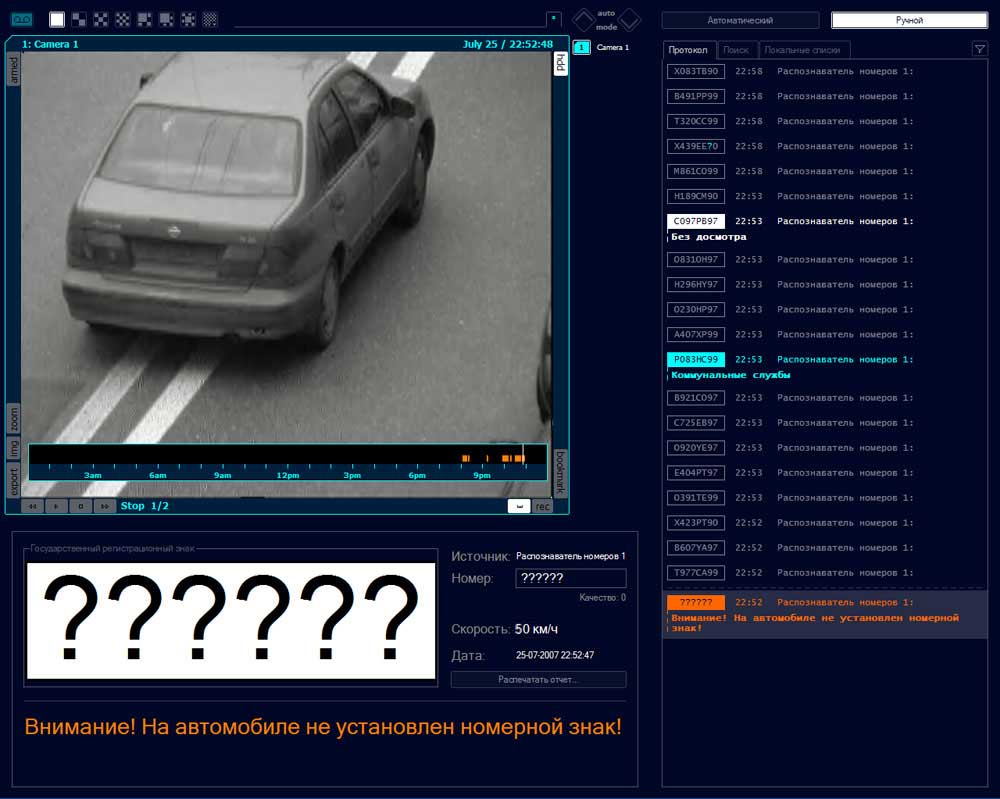 auto
mode
Автоматический
Ручной
1: Camera 1
July 25 / 22:52:48
1
Camera 1
armed
hdd
zoom
img
export
bookmark
3am 6am 9am 12pm 3pm 6pm 9pm
Stop 1/2
rec
Протокол
Поиск
Локальные списки
X083TB90 22:58 Распознаватель номеров 1:
B491PP99 22:58 Распознаватель номеров 1:
T320CC99 22:58 Распознаватель номеров 1:
X439EE?0 22:58 Распознаватель номеров 1:
M861CO99 22:58 Распознаватель номеров 1:
H189CM90 22:53 Распознаватель номеров 1:
C097PB97 22:53 Распознаватель номеров 1:
Без досмотра
O831OH97 22:53 Распознаватель номеров 1:
H296HY97 22:53 Распознаватель номеров 1:
O230HP97 22:53 Распознаватель номеров 1:
A407XP99 22:53 Распознаватель номеров 1:
P083HC99 22:53 Распознаватель номеров 1:
Коммунальные службы
B921CO97 22:53 Распознаватель номеров 1:
C725EB97 22:53 Распознаватель номеров 1:
O920YE97 22:53 Распознаватель номеров 1:
E404PT97 22:53 Распознаватель номеров 1:
O391TE99 22:53 Распознаватель номеров 1:
X423PT90 22:52 Распознаватель номеров 1:
B607YA97 22:52 Распознаватель номеров 1:
T977CA99 22:52 Распознаватель номеров 1:
?????? 22:52 Распознаватель номеров 1:
Внимание! На автомобиле не установлен номерной
знак!
Государственный регистрационный знак
??????
Источник: Распознаватель номеров 1
Номер: ??????
Качество: 0
Скорость: 50 км/ч
Дата: 25-07-2007 22:52:47
Распечатать отчет...
Внимание! На автомобиле не установлен номерной знак!